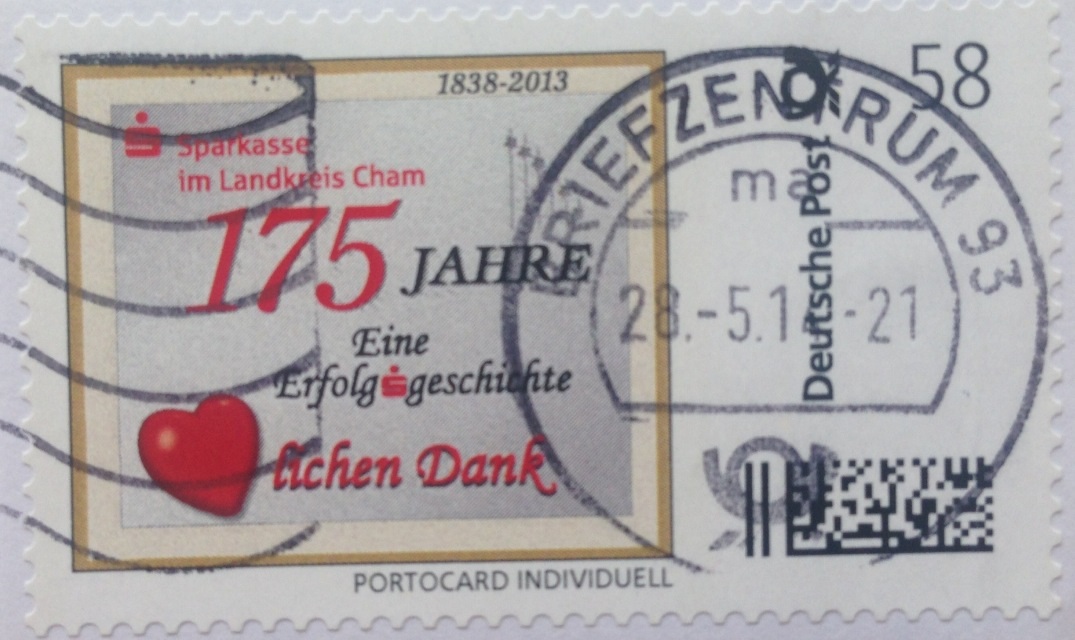 1838-2013
58
Sparkasse
im Landkreis Cham
175 JAHRE
Eine
Erfolgsgeschichte
lichen Dank
PORTOCARD INDIVIDUELL
Deutsche Post
BRIEFZENTRUM 93
ma
28.-5.1 -21